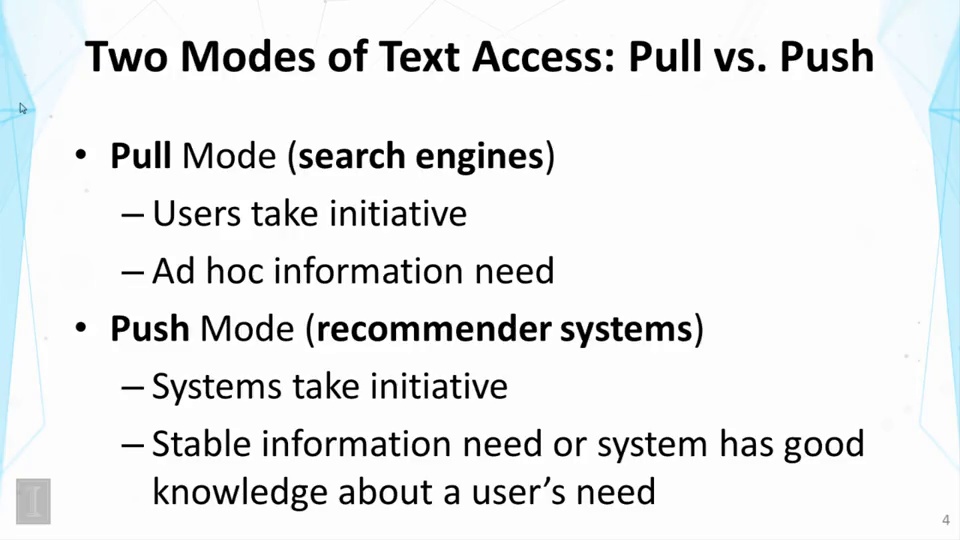 Two Modes of Text Access: Pull vs. Push
• Pull Mode (search engines)
– Users take initiative
– Ad hoc information need
• Push Mode (recommender systems)
– Systems take initiative
– Stable information need or system has good
knowledge about a user's need
I
4